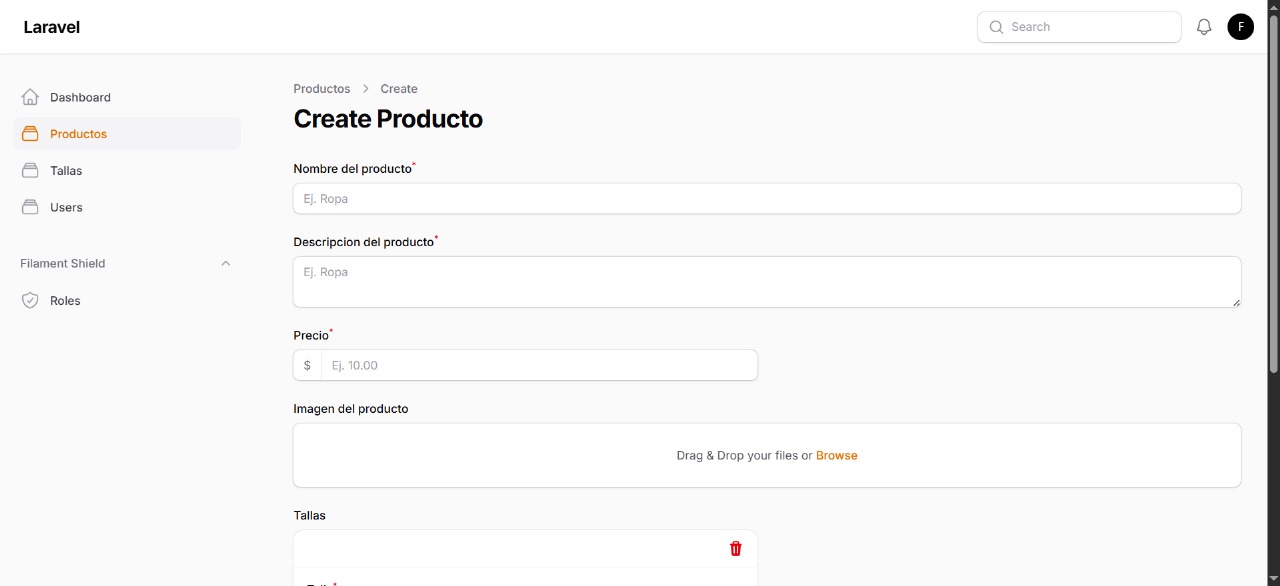 Laravel
Search
F
Dashboard
Productos
Tallas
Users
Filament Shield
Roles
Productos > Create
Create Producto
Nombre del producto*
Ej. Ropa
Descripcion del producto*
Ej. Ropa
Precio*
$ Ej. 10.00
Imagen del producto
Drag & Drop your files or Browse
Tallas